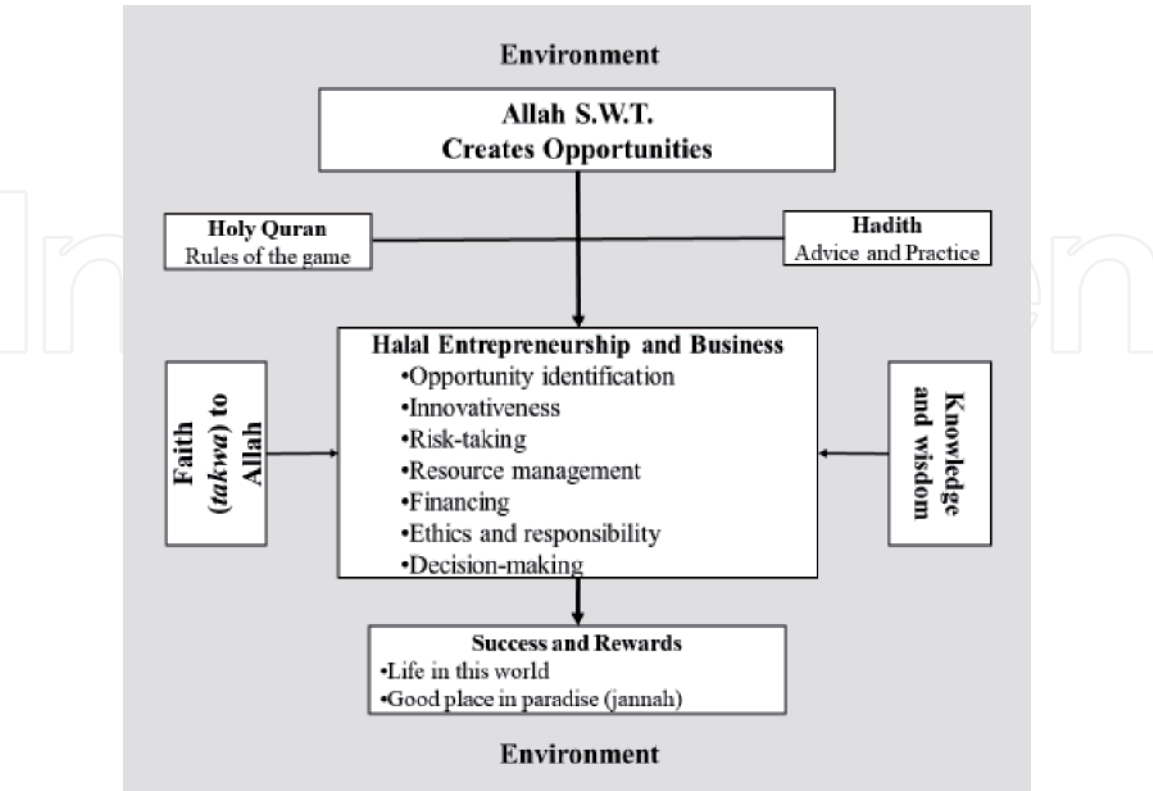 Environment
Allah S.W.T.
Creates Opportunities
Holy Quran
Rules of the game
Hadith
Advice and Practice
Halal Entrepreneurship and Business
•Opportunity identification
•Innovativeness
•Risk-taking
•Resource management
•Financing
•Ethics and responsibility
•Decision-making
Faith
(takwa) to
Allah
Knowledge
and wisdom
Success and Rewards
•Life in this world
•Good place in paradise (jannah)
Environment